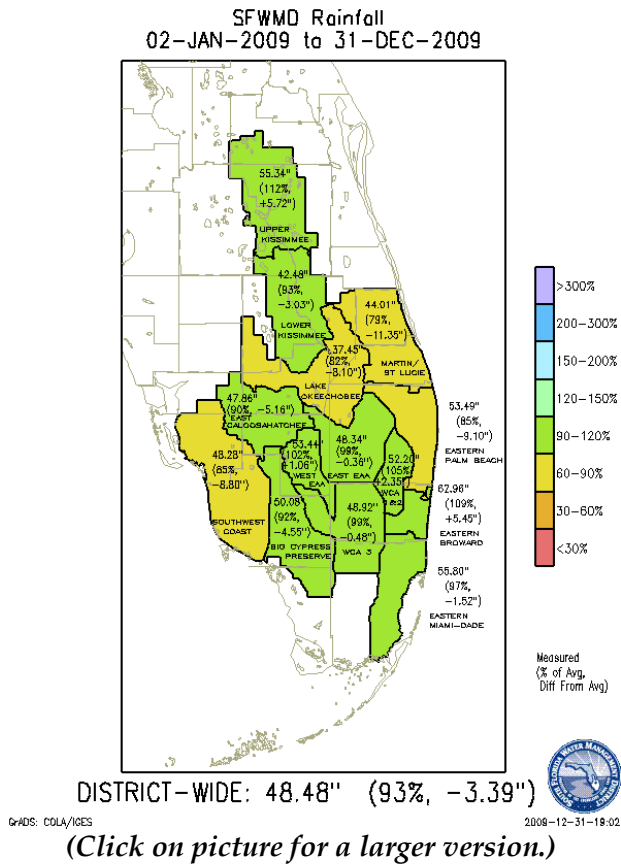 SFWMD Rainfall
02-JAN-2009 to 31-DEC-2009
55.34"
(112%,
+5.72")
UPPER
KISSIMMEE
42.48"
(93%,
-3.03")
LOWER
KISSIMMEE
44.01"
(79%,
-11.35")
MARTIN/
ST LUCIE
37.45"
(82%,
-8.10")
LAKE
OKEECHOBEE
47.86"
(90%, -5.16")
EAST
CALOOSAHATCHEE
53.49"
(85%,
-9.10")
EASTERN
PALM BEACH
53.44"
(102%,
+1.06")
WEST
EAA
48.34"
(99%,
-0.36")
EAST EAA
52.20"
(105%,
+2.35")
WCA
1&2
48.28"
(85%,
-8.80")
SOUTHWEST
COAST
50.08"
(92%,
-4.55")
BIG CYPRESS
PRESERVE
48.92"
(99%,
-0.48")
WCA 3
62.96"
(109%,
+5.45")
EASTERN
BROWARD
55.80"
(97%,
-1.52")
EASTERN
MIAMI-DADE
>300%
200-300%
150-200%
120-150%
90-120%
60-90%
30-60%
<30%
Measured
(% of Avg,
Diff From Avg)
SOUTH FLORIDA WATER MANAGEMENT DISTRICT
DISTRICT-WIDE: 48.48" (93%, -3.39")
GrADS: COLA/IGES
2009-12-31-19:02
(Click on picture for a larger version.)